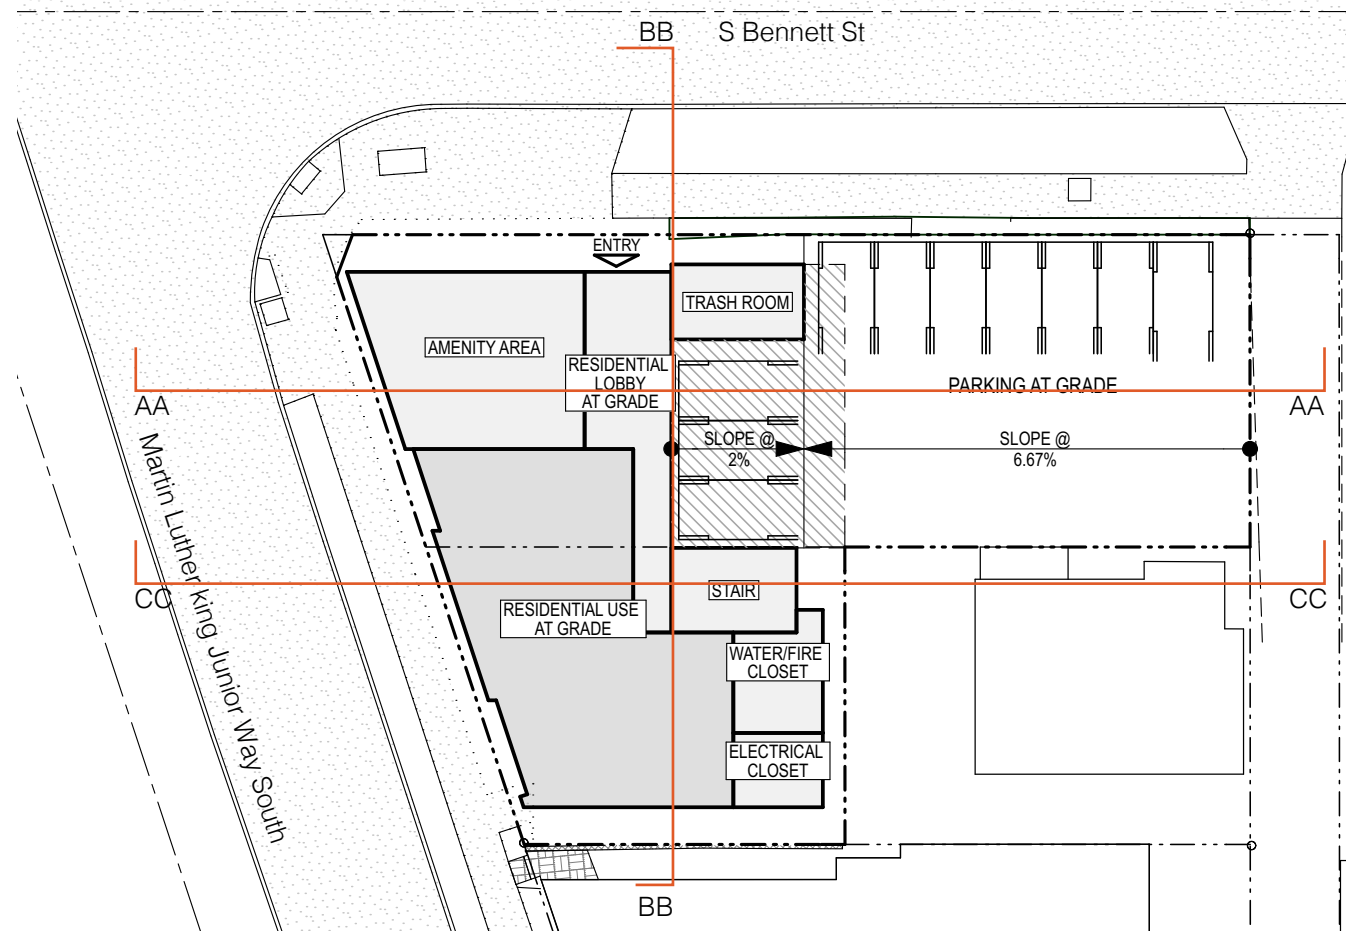 BB
S Bennett St
ENTRY
TRASH ROOM
AMENITY AREA
RESIDENTIAL
LOBBY
AT GRADE
PARKING AT GRADE
AA
AA
SLOPE @
2%
SLOPE @
6.67%
Martin Luther king Junior Way South
CC
CC
STAIR
RESIDENTIAL USE
AT GRADE
WATER/FIRE
CLOSET
ELECTRICAL
CLOSET
BB